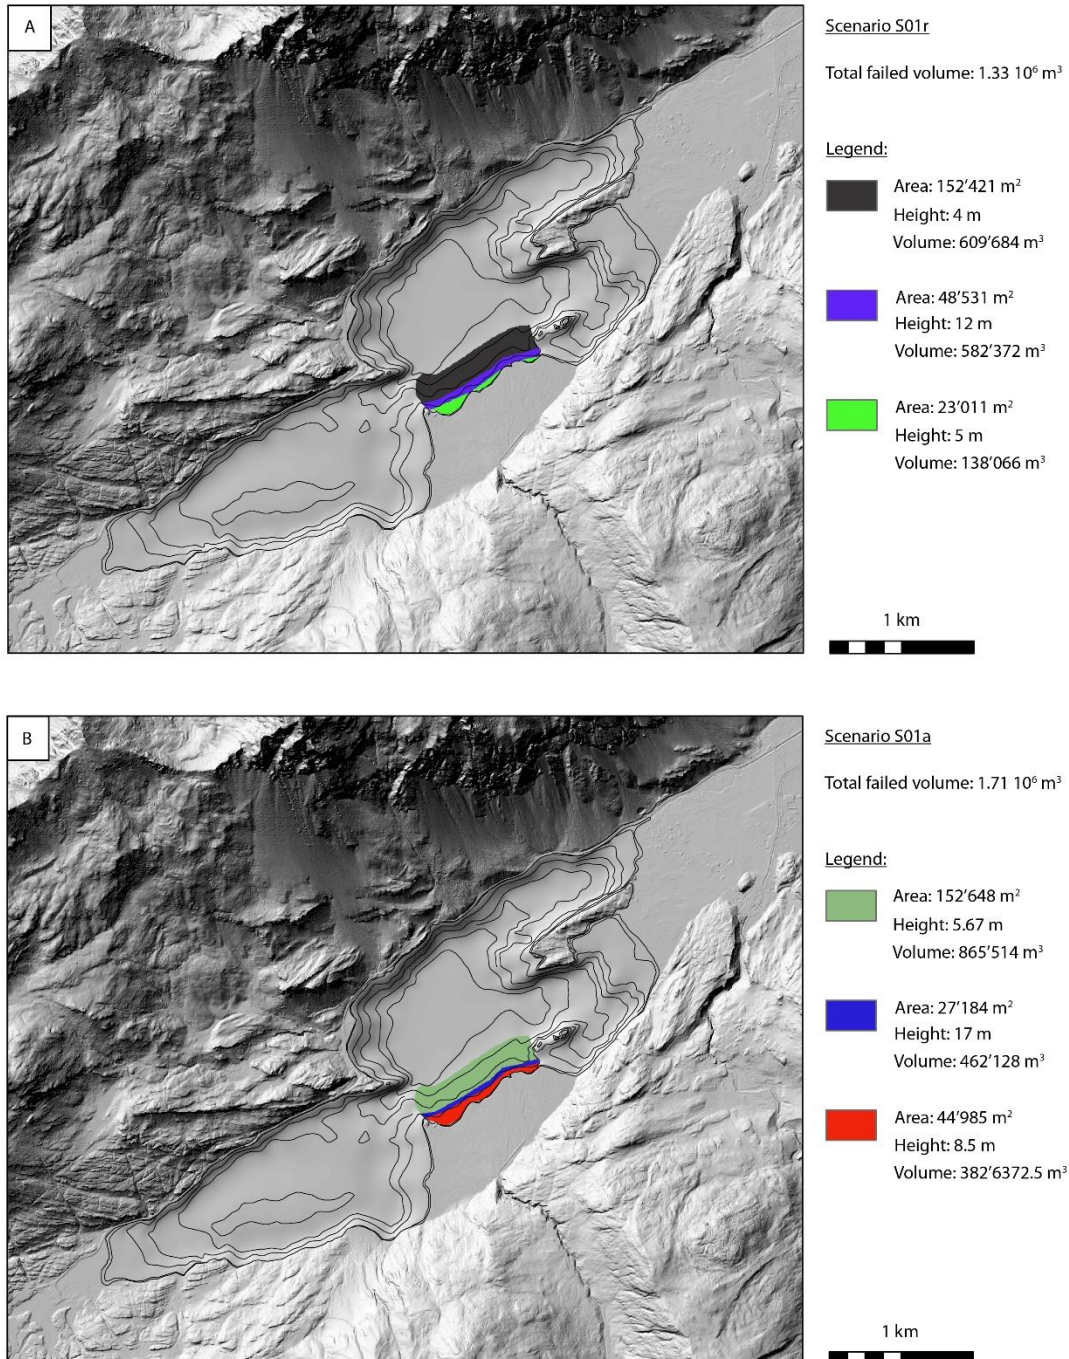 A
Scenario S01r
Total failed volume: 1.33 10⁶ m³
Legend:
Area: 152’421 m²
Height: 4 m
Volume: 609’684 m³
Area: 48’531 m²
Height: 12 m
Volume: 582’372 m³
Area: 23’011 m²
Height: 5 m
Volume: 138’066 m³
1 km
B
Scenario S01a
Total failed volume: 1.71 10⁶ m³
Legend:
Area: 152’648 m²
Height: 5.67 m
Volume: 865’514 m³
Area: 27’184 m²
Height: 17 m
Volume: 462’128 m³
Area: 44’985 m²
Height: 8.5 m
Volume: 382’6372.5 m³
1 km